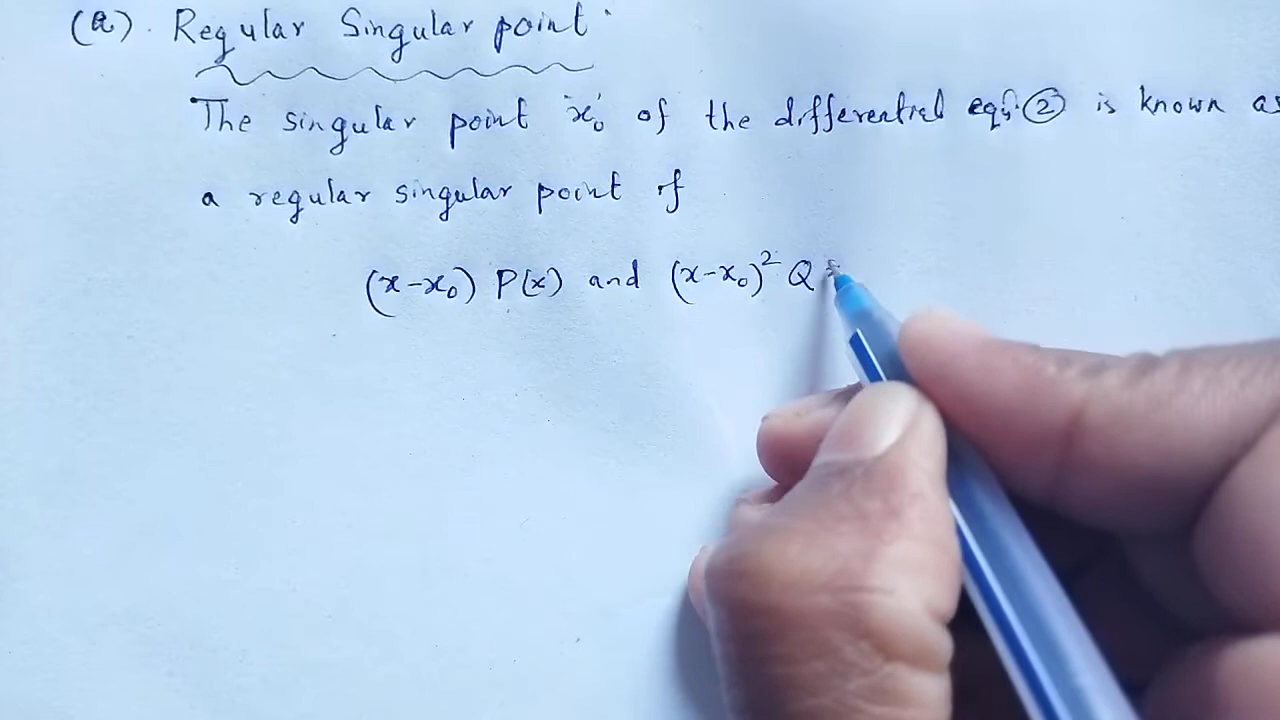 (a). Regular Singular point.
The singular point 'x₀' of the differential eqn. ② is known as
a regular singular point of
(x-x₀) P(x) and (x-x₀)² Q